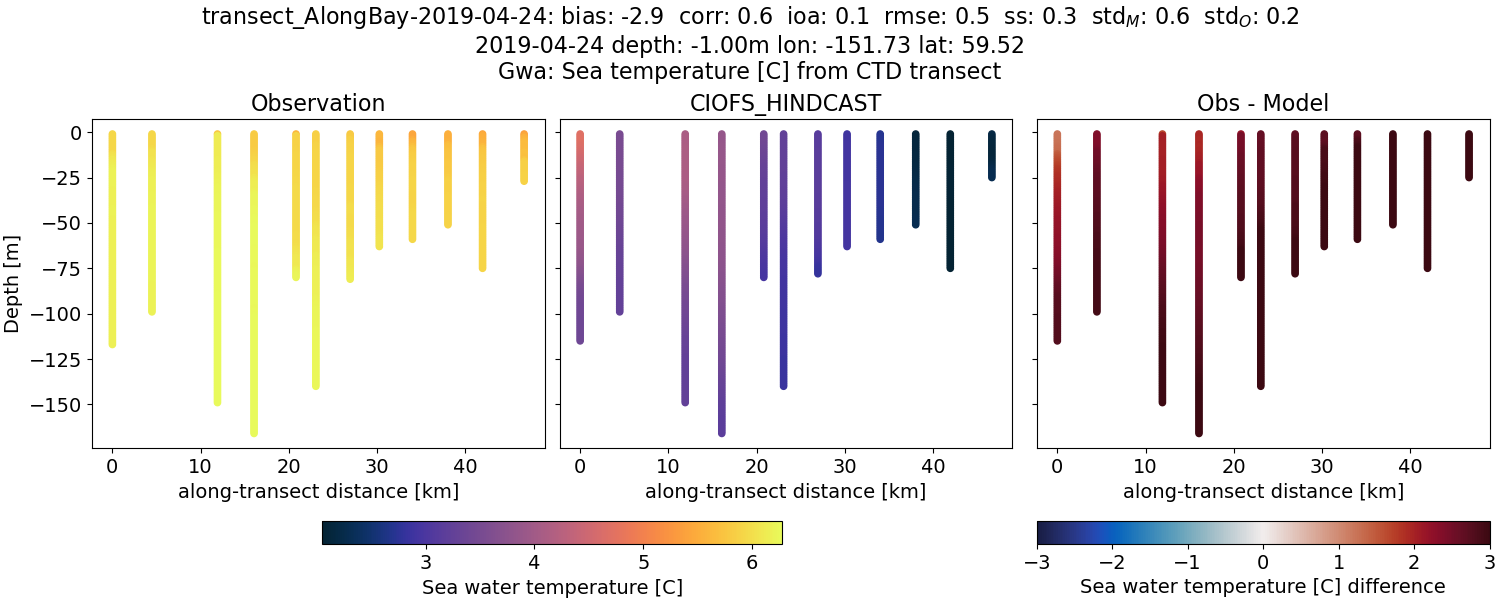 transect_AlongBay-2019-04-24: bias: -2.9  corr: 0.6  ioa: 0.1  rmse: 0.5  ss: 0.3  std_M: 0.6  std_O: 0.2
2019-04-24 depth: -1.00m lon: -151.73 lat: 59.52
Gwa: Sea temperature [C] from CTD transect
Observation
CIOFS_HINDCAST
Obs - Model
Depth [m]
0
−25
−50
−75
−100
−125
−150
0 10 20 30 40
0 10 20 30 40
0 10 20 30 40
along-transect distance [km]
along-transect distance [km]
along-transect distance [km]
3 4 5 6
Sea water temperature [C]
−3 −2 −1 0 1 2 3
Sea water temperature [C] difference